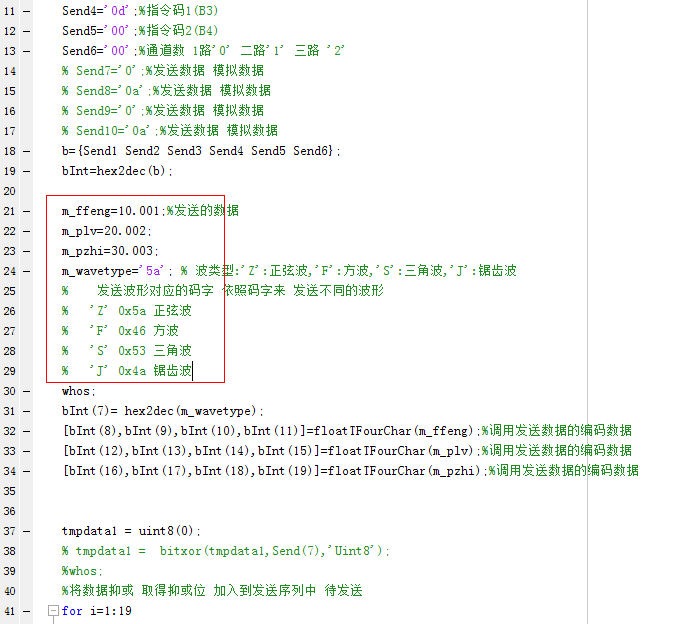 11 - Send4='0d';%指令码1(B3)
12 - Send5='00';%指令码2(B4)
13 - Send6='00';%通道数 1路'0' 二路'1' 三路 '2'
14 % Send7='0';%发送数据 模拟数据
15 % Send8='0a';%发送数据 模拟数据
16 % Send9='0';%发送数据 模拟数据
17 % Send10='0a';%发送数据 模拟数据
18 - b={Send1 Send2 Send3 Send4 Send5 Send6};
19 - bInt=hex2dec(b);
20
21 - m_ffeng=10.001;%发送的数据
22 - m_plv=20.002;
23 - m_pzhi=30.003;
24 - m_wavetype='5a'; % 波类型:'Z':正弦波,'F':方波,'S':三角波,'J':锯齿波
25 % 发送波形对应的码字 依照码字来 发送不同的波形
26 % 'Z' 0x5a 正弦波
27 % 'F' 0x46 方波
28 % 'S' 0x53 三角波
29 % 'J' 0x4a 锯齿波
30 - whos;
31 - bInt(7)= hex2dec(m_wavetype);
32 - [bInt(8),bInt(9),bInt(10),bInt(11)]=floatTFourChar(m_ffeng);%调用发送数据的编码数据
33 - [bInt(12),bInt(13),bInt(14),bInt(15)]=floatTFourChar(m_plv);%调用发送数据的编码数据
34 - [bInt(16),bInt(17),bInt(18),bInt(19)]=floatTFourChar(m_pzhi);%调用发送数据的编码数据
35
36
37 - tmpdata1 = uint8(0);
38 % tmpdata1 = bitxor(tmpdata1,Send(7),'Uint8');
39 %whos;
40 %将数据抑或 取得抑或位 加入到发送序列中 待发送
41 - for i=1:19